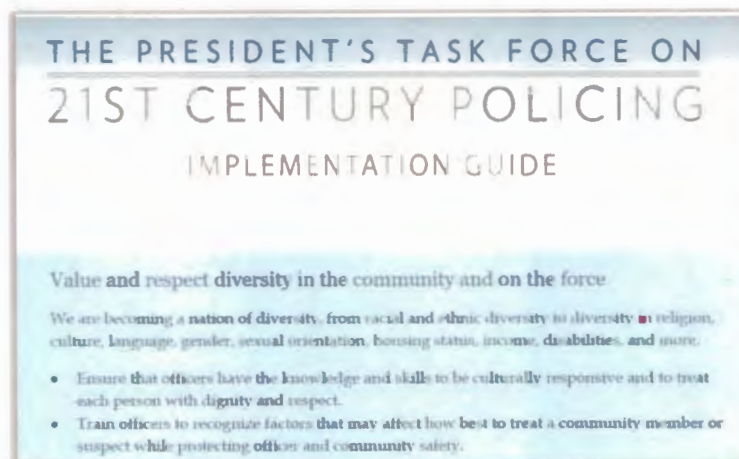 THE PRESIDENT'S TASK FORCE ON
21ST CENTURY POLICING
IMPLEMENTATION GUIDE
Value and respect diversity in the community and on the force
We are becoming a nation of diversity, from racial and ethnic diversity to diversity in religion,
culture, language, gender, sexual orientation, housing status, income, disabilities, and more.
• Ensure that officers have the knowledge and skills to be culturally responsive and to treat
each person with dignity and respect.
• Train officers to recognize factors that may affect how best to treat a community member or
suspect while protecting officer and community safety.